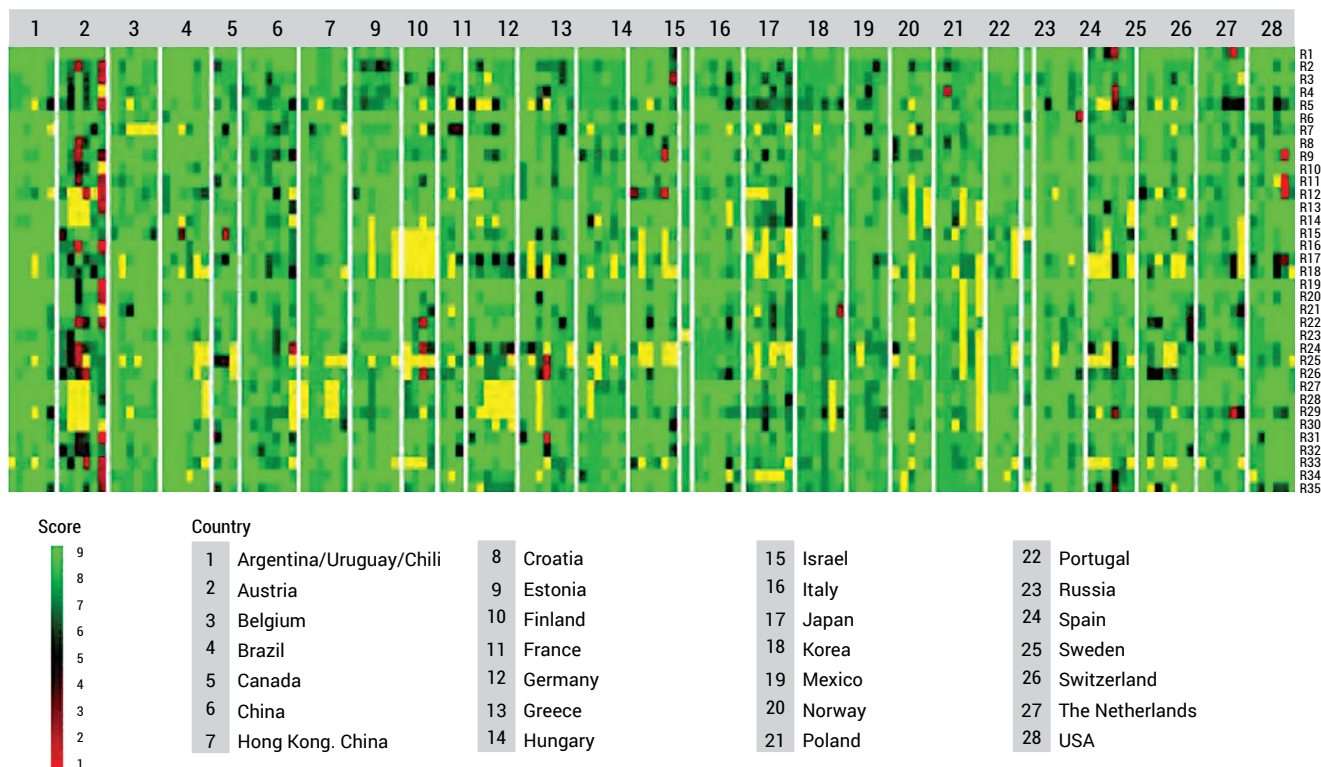 1 2 3 4 5 6 7 9 10 11 12 13 14 15 16 17 18 19 20 21 22 23 24 25 26 27 28
R1
R2
R3
R4
R5
R6
R7
R8
R9
R10
R11
R12
R13
R14
R15
R16
R17
R18
R19
R20
R21
R22
R23
R24
R25
R26
R27
R28
R29
R30
R31
R32
R33
R34
R35
Score
9
8
7
6
5
4
3
2
1
Country
1 Argentina/Uruguay/Chili
2 Austria
3 Belgium
4 Brazil
5 Canada
6 China
7 Hong Kong. China
8 Croatia
9 Estonia
10 Finland
11 France
12 Germany
13 Greece
14 Hungary
15 Israel
16 Italy
17 Japan
18 Korea
19 Mexico
20 Norway
21 Poland
22 Portugal
23 Russia
24 Spain
25 Sweden
26 Switzerland
27 The Netherlands
28 USA